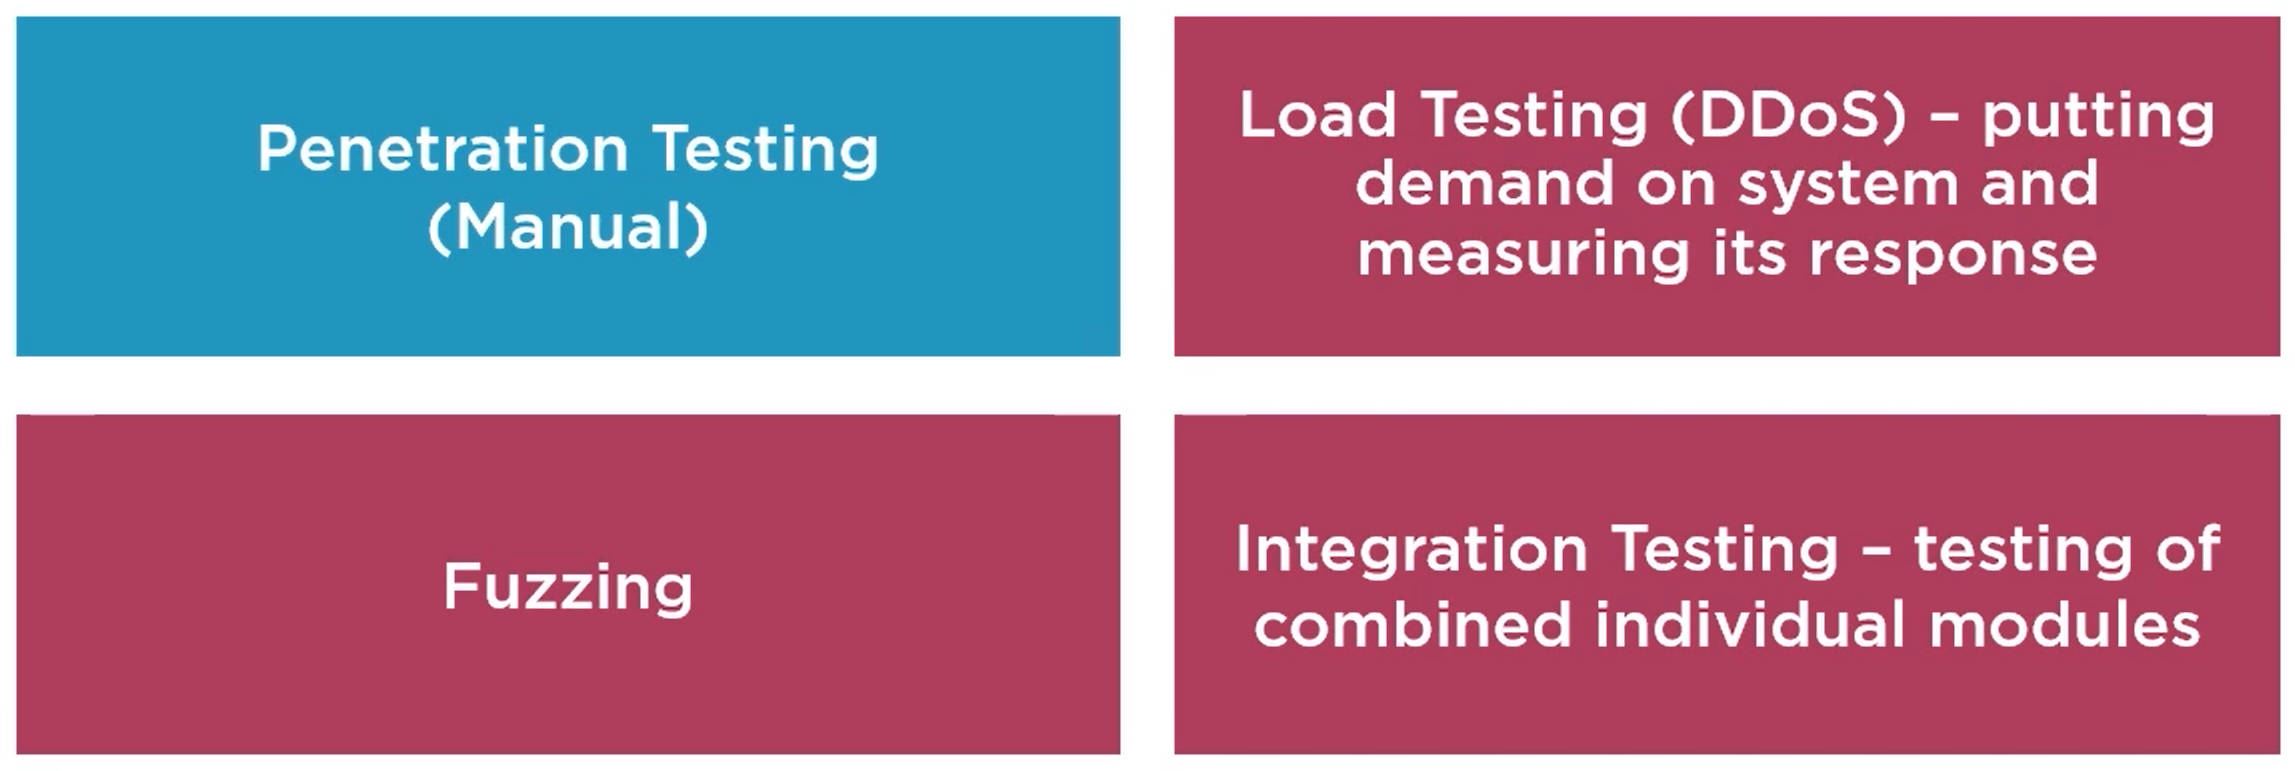 Penetration Testing
(Manual)
Load Testing (DDoS) – putting
demand on system and
measuring its response
Fuzzing
Integration Testing – testing of
combined individual modules